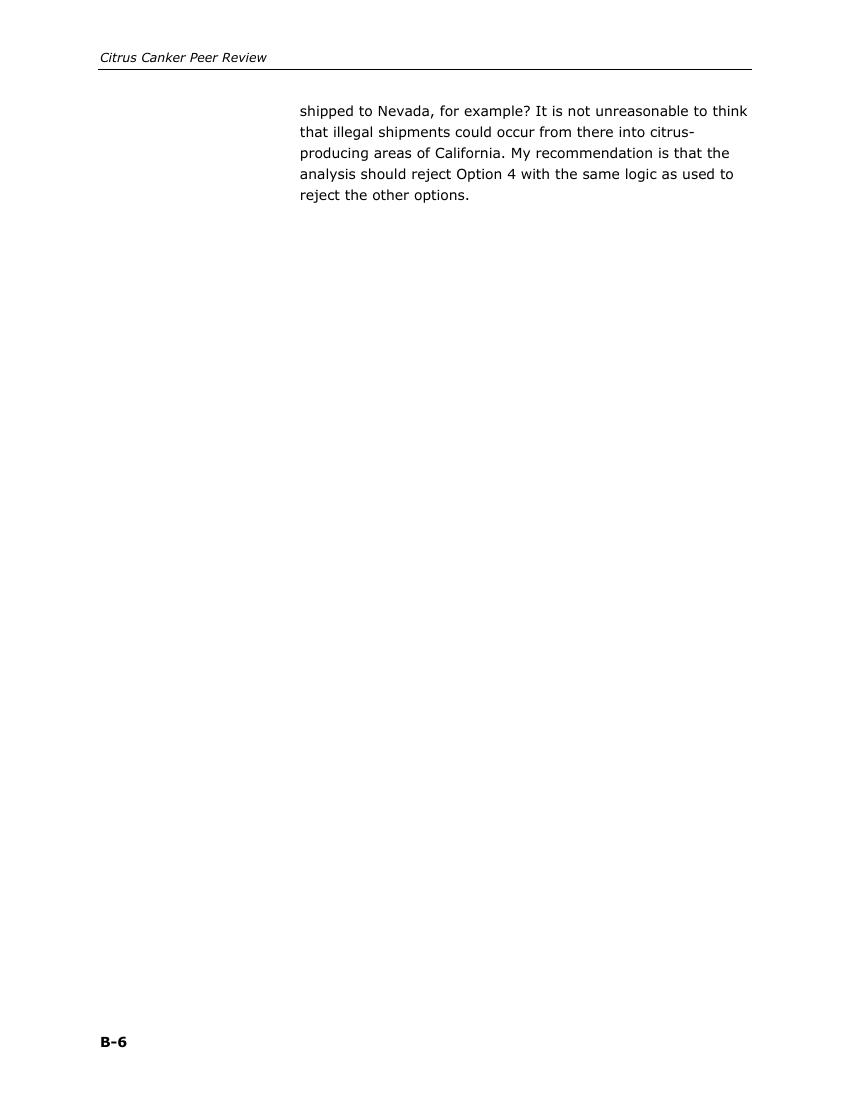 Citrus Canker Peer Review
shipped to Nevada, for example? It is not unreasonable to think
that illegal shipments could occur from there into citrus-
producing areas of California. My recommendation is that the
analysis should reject Option 4 with the same logic as used to
reject the other options.
B-6